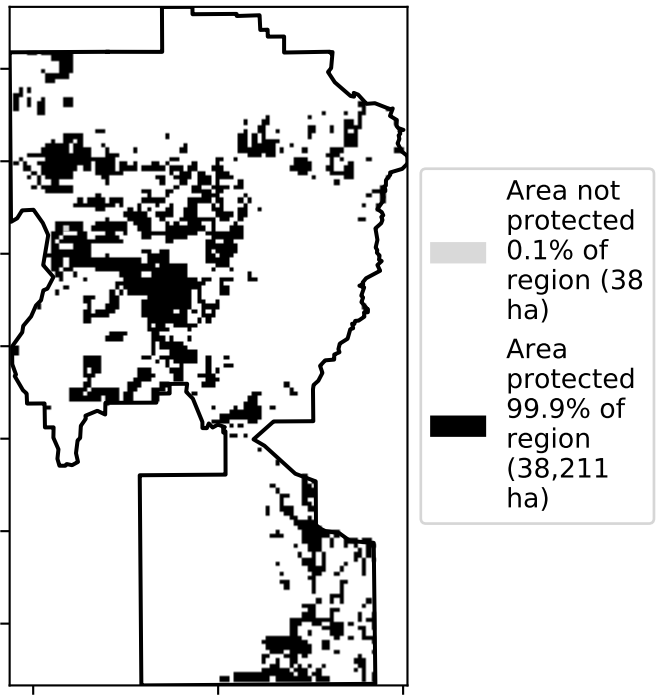 Area not
protected
0.1% of
region (38
ha)
Area
protected
99.9% of
region
(38,211
ha)